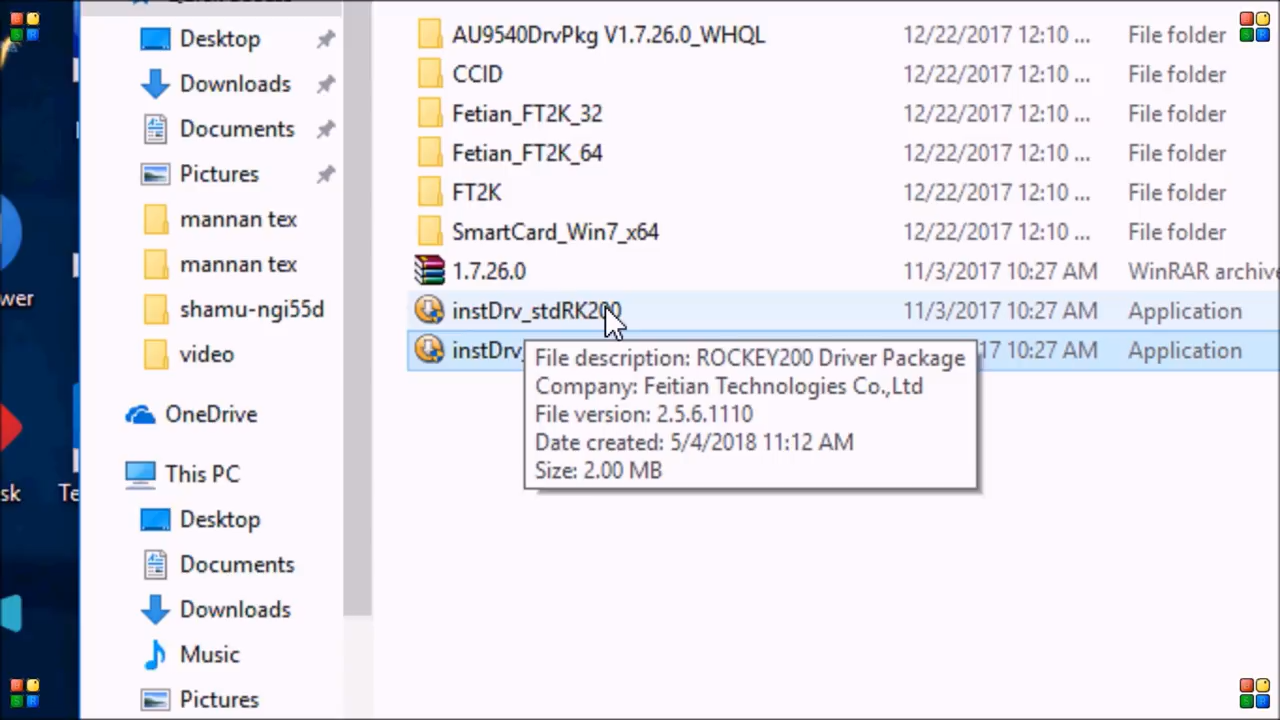 Desktop
Downloads
Documents
Pictures
mannan tex
mannan tex
shamu-ngi55d
video
OneDrive
This PC
Desktop
Documents
Downloads
Music
Pictures
AU9540DrvPkg V1.7.26.0_WHQL 12/22/2017 12:10 ... File folder
CCID 12/22/2017 12:10 ... File folder
Fetian_FT2K_32 12/22/2017 12:10 ... File folder
Fetian_FT2K_64 12/22/2017 12:10 ... File folder
FT2K 12/22/2017 12:10 ... File folder
SmartCard_Win7_x64 12/22/2017 12:10 ... File folder
1.7.26.0 11/3/2017 10:27 AM WinRAR archive
instDrv_stdRK200 11/3/2017 10:27 AM Application
instDrv_ 17 10:27 AM Application
File description: ROCKEY200 Driver Package
Company: Feitian Technologies Co.,Ltd
File version: 2.5.6.1110
Date created: 5/4/2018 11:12 AM
Size: 2.00 MB
wer
sk
Te